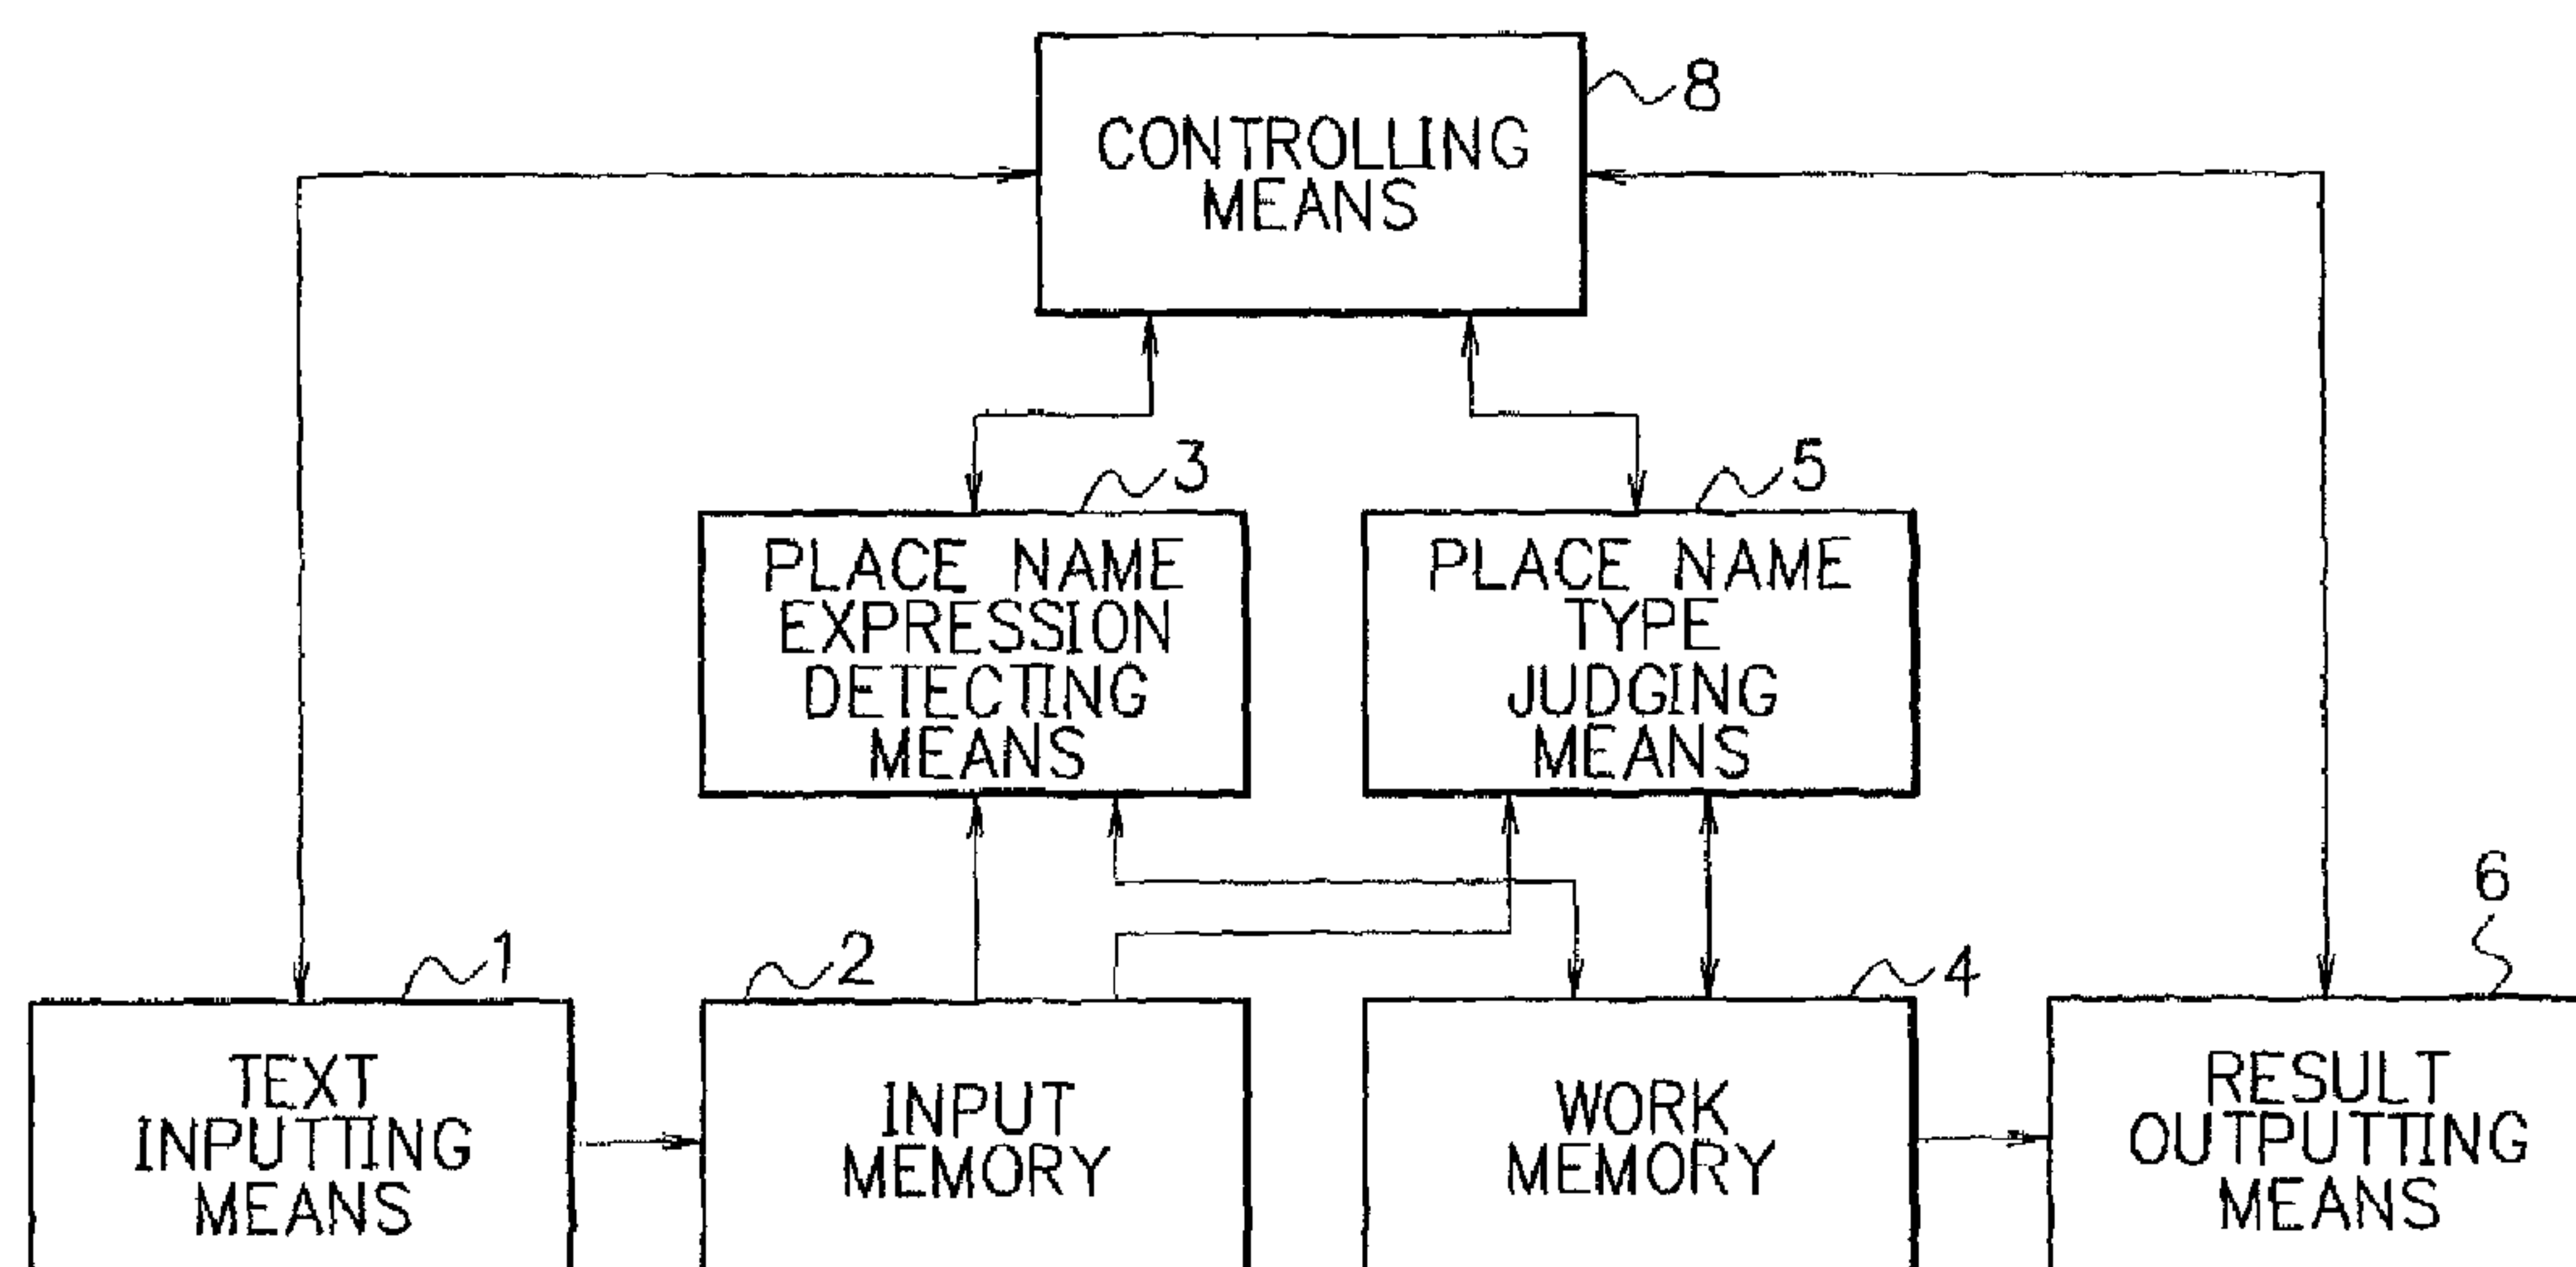 8
CONTROLLING
MEANS
3
PLACE NAME
EXPRESSION
DETECTING
MEANS
5
PLACE NAME
TYPE
JUDGING
MEANS
1
TEXT
INPUTTING
MEANS
2
INPUT
MEMORY
4
WORK
MEMORY
6
RESULT
OUTPUTTING
MEANS